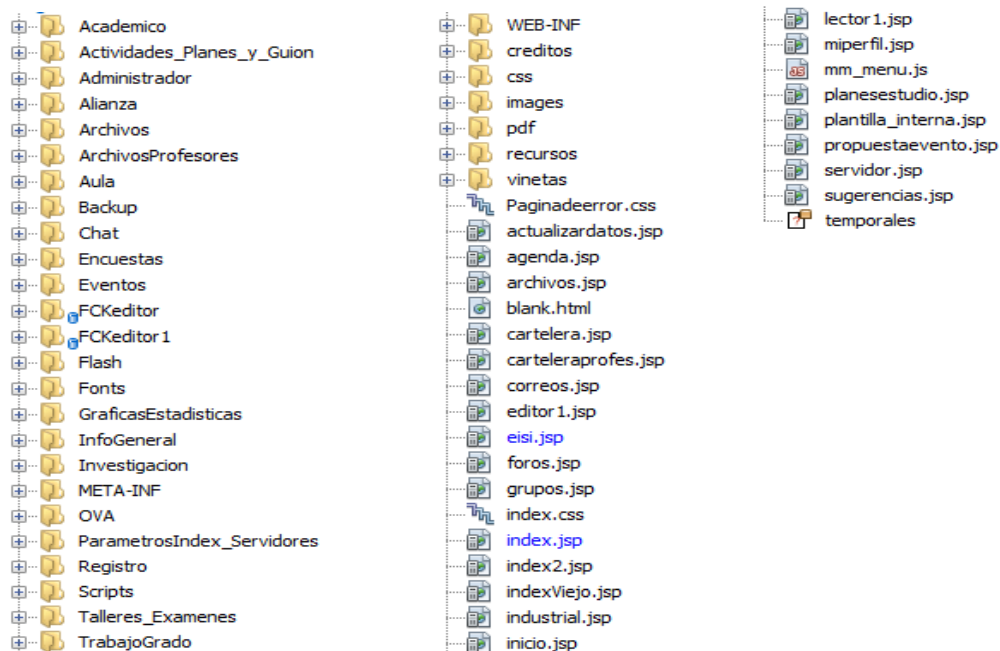 Academico
Actividades_Planes_y_Guion
Administrador
Alianza
Archivos
ArchivosProfesores
Aula
Backup
Chat
Encuestas
Eventos
FCKeditor
FCKeditor1
Flash
Fonts
GraficasEstadisticas
InfoGeneral
Investigacion
META-INF
OVA
ParametrosIndex_Servidores
Registro
Scripts
Talleres_Examenes
TrabajoGrado
WEB-INF
creditos
css
images
pdf
recursos
vinetas
Paginadeerror.css
actualizardatos.jsp
agenda.jsp
archivos.jsp
blank.html
cartelera.jsp
carteleraprofes.jsp
correos.jsp
editor1.jsp
eisi.jsp
foros.jsp
grupos.jsp
index.css
index.jsp
index2.jsp
indexViejo.jsp
industrial.jsp
inicio.jsp
lector1.jsp
miperfil.jsp
mm_menu.js
planesestudio.jsp
plantilla_interna.jsp
propuestaevento.jsp
servidor.jsp
sugerencias.jsp
temporales